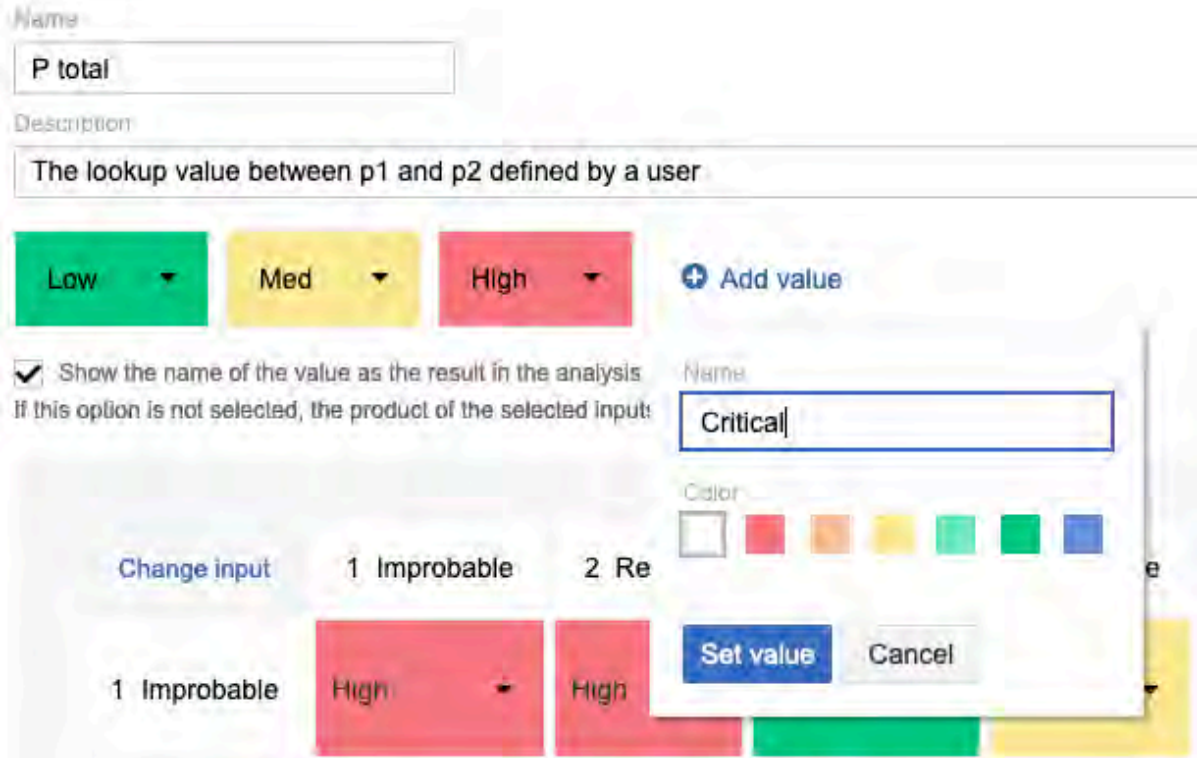 Name
P total
Description
The lookup value between p1 and p2 defined by a user
Low Med High Add value
Show the name of the value as the result in the analysis
If this option is not selected, the product of the selected
Name
Critical
Color
Change input 1 Improbable 2
Set value Cancel
1 Improbable High High